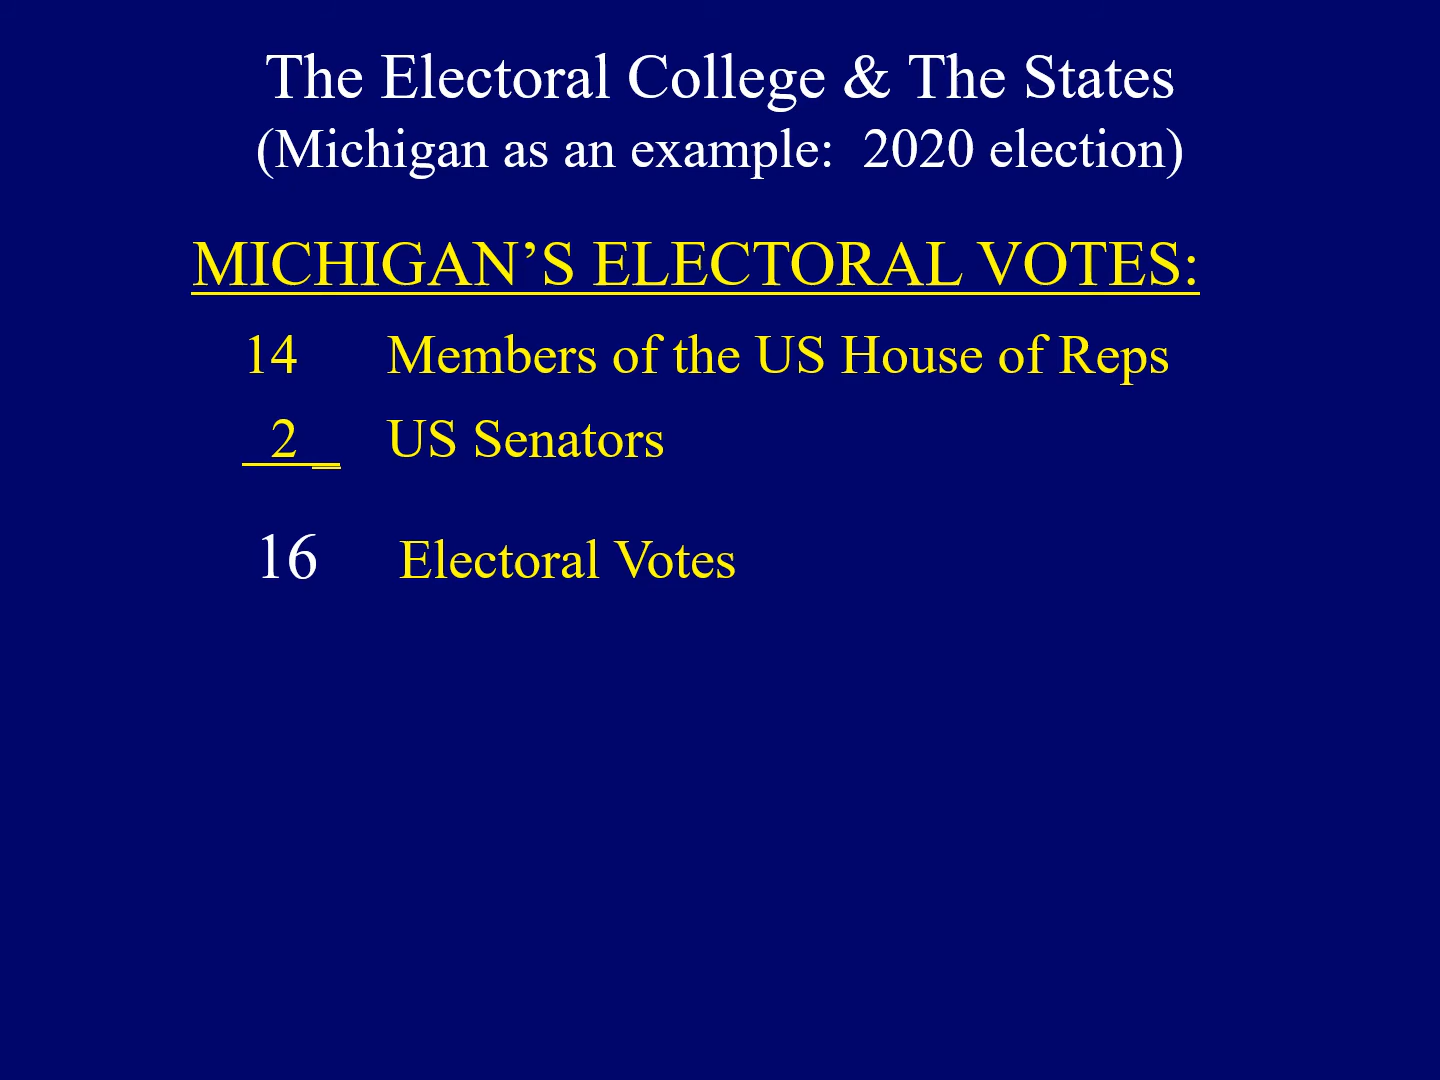 The Electoral College & The States
(Michigan as an example:  2020 election)
MICHIGAN’S ELECTORAL VOTES:
14 Members of the US House of Reps
2 _ US Senators
16 Electoral Votes